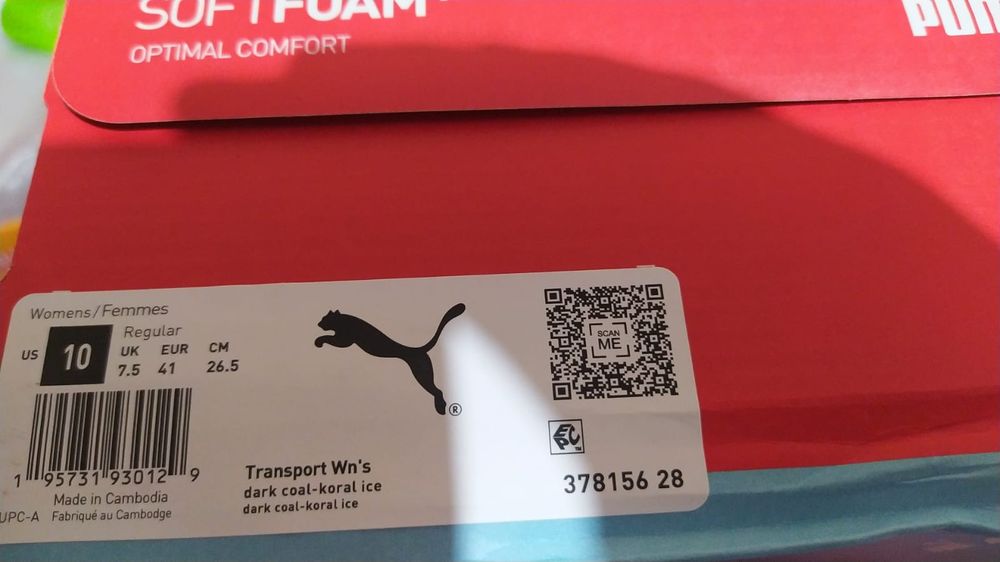 SOFTFOAM
OPTIMAL COMFORT
Womens/Femmes
Regular
US 10 UK EUR CM
7.5 41 26.5
1 95731 93012 9
Made in Cambodia
UPC-A Fabriqué au Cambodge
®
Transport Wn's
dark coal-koral ice
dark coal-koral ice
SCAN
ME
EPC
378156 28